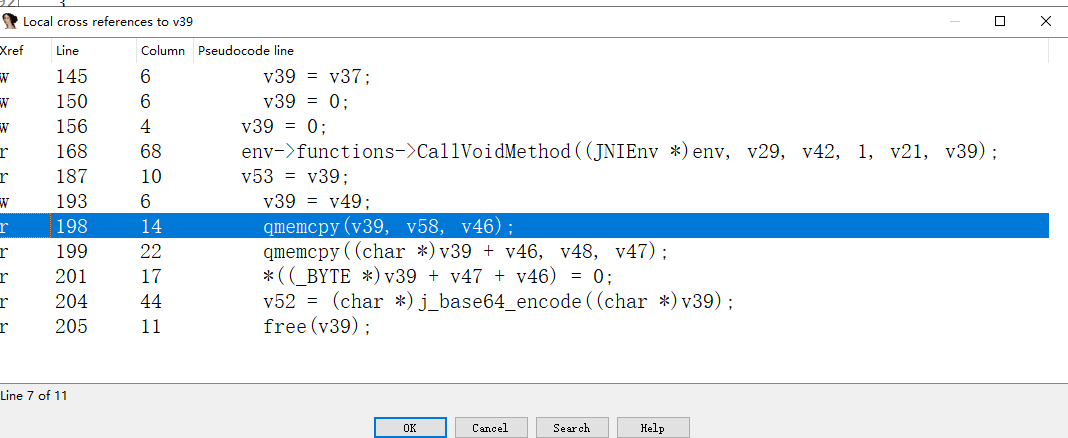 Local cross references to v39
Xref Line Column Pseudocode line
w 145 6 v39 = v37;
w 150 6 v39 = 0;
w 156 4 v39 = 0;
r 168 68 env->functions->CallVoidMethod((JNIEnv *)env, v29, v42, 1, v21, v39);
r 187 10 v53 = v39;
w 193 6 v39 = v49;
r 198 14 qmemcpy(v39, v58, v46);
r 199 22 qmemcpy((char *)v39 + v46, v48, v47);
r 201 17 *((_BYTE *)v39 + v47 + v46) = 0;
r 204 44 v52 = (char *)j_base64_encode((char *)v39);
r 205 11 free(v39);
Line 7 of 11
OK Cancel Search Help